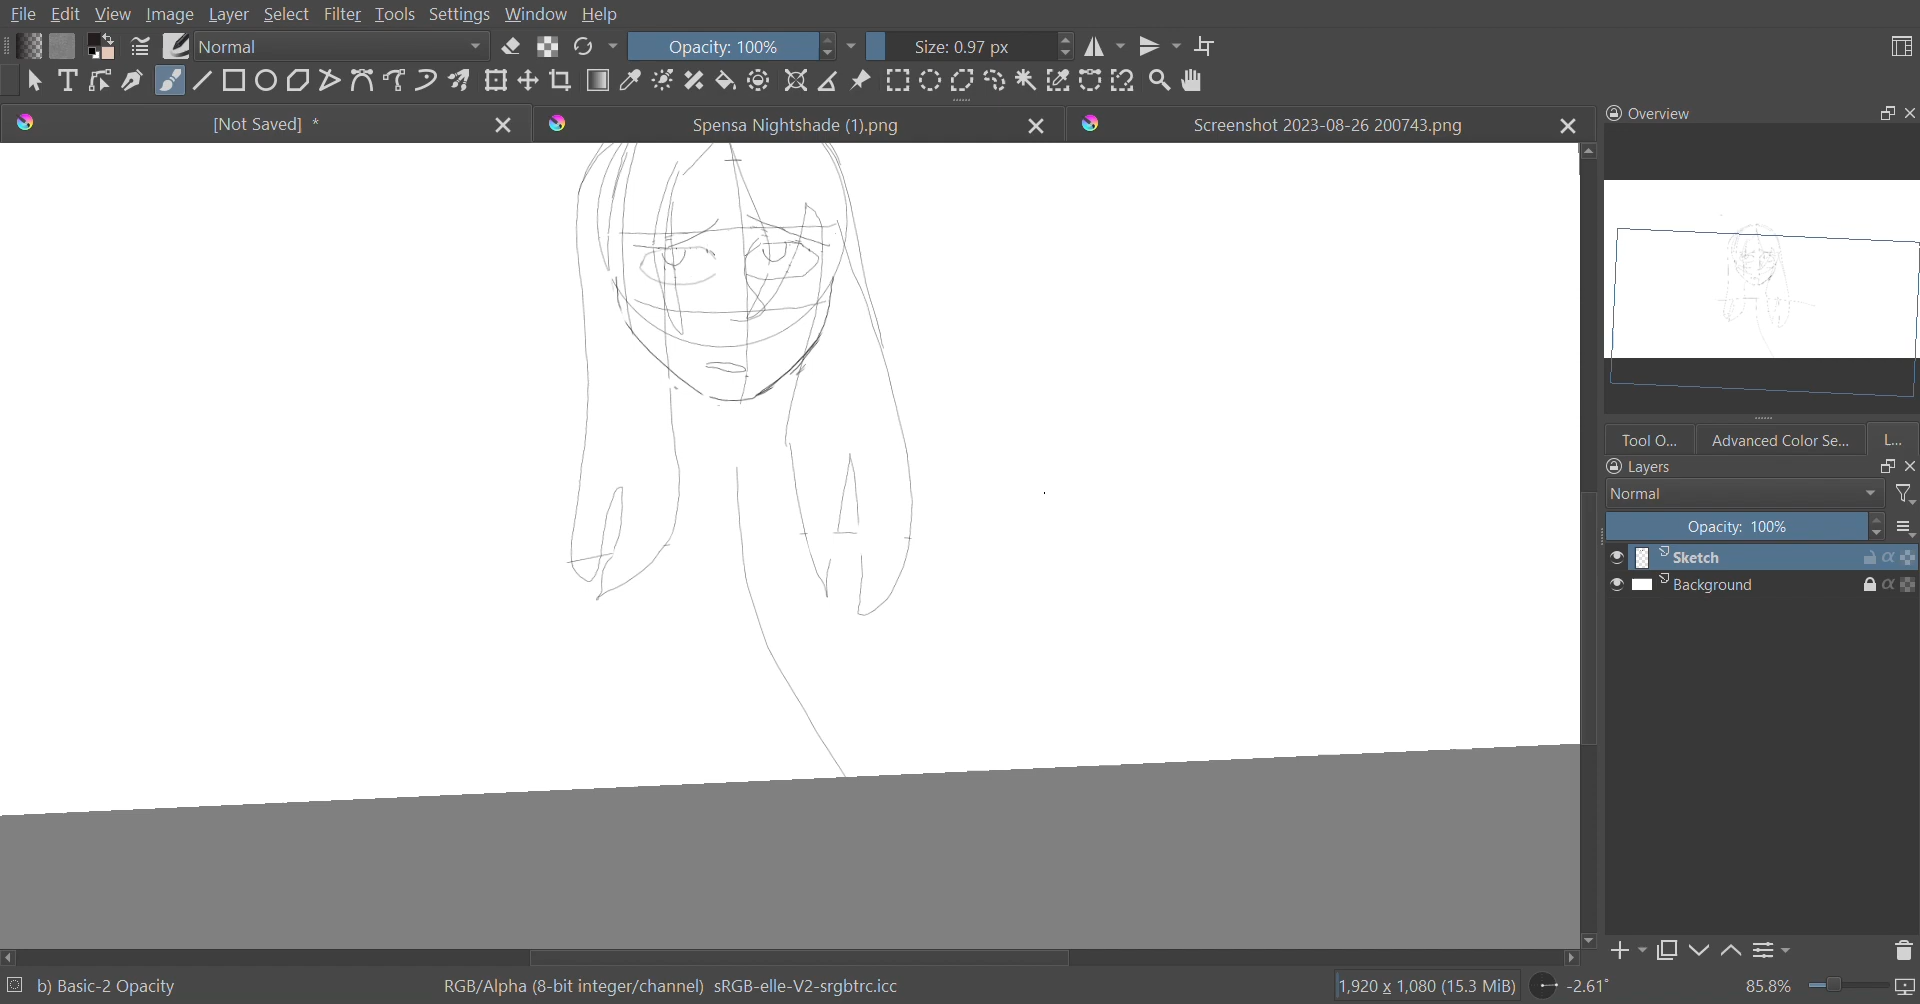 File Edit View Image Layer Select Filter Tools Settings Window Help
Normal Opacity: 100% Size: 0.97 px
[Not Saved] * Spensa Nightshade (1).png Screenshot 2023-08-26 200743.png
Overview
Tool O... Advanced Color Se... L...
Layers
Normal
Opacity: 100%
Sketch
Background
b) Basic-2 Opacity RGB/Alpha (8-bit integer/channel) sRGB-elle-V2-srgbtrc.icc 1,920 x 1,080 (15.3 MiB) -2.61° 85.8%